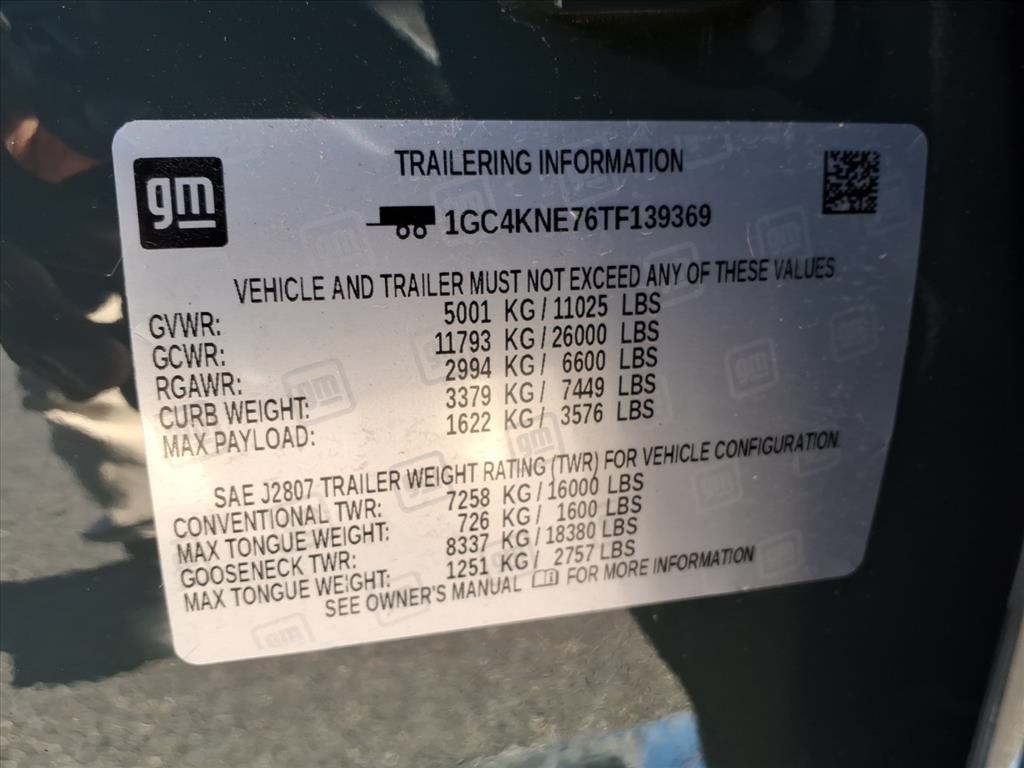 gm
TRAILERING INFORMATION
1GC4KNE76TF139369
VEHICLE AND TRAILER MUST NOT EXCEED ANY OF THESE VALUES
GVWR: 5001 KG / 11025 LBS
GCWR: 11793 KG / 26000 LBS
RGAWR: 2994 KG / 6600 LBS
CURB WEIGHT: 3379 KG / 7449 LBS
MAX PAYLOAD: 1622 KG / 3576 LBS
SAE J2807 TRAILER WEIGHT RATING (TWR) FOR VEHICLE CONFIGURATION.
CONVENTIONAL TWR: 7258 KG / 16000 LBS
MAX TONGUE WEIGHT: 726 KG / 1600 LBS
GOOSENECK TWR: 8337 KG / 18380 LBS
MAX TONGUE WEIGHT: 1251 KG / 2757 LBS
SEE OWNER'S MANUAL FOR MORE INFORMATION